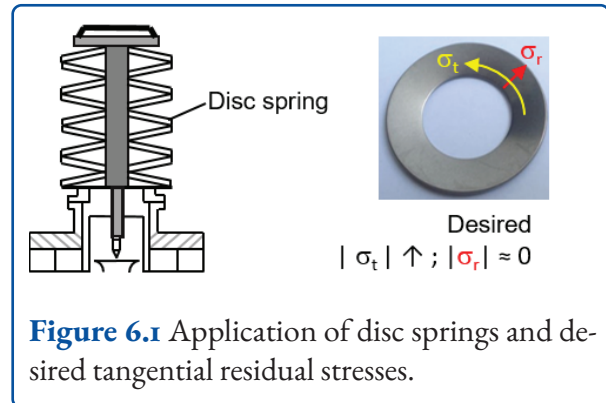 Disc spring
σt
σr
Desired
| σt | ↑ ; |σr| ≈ 0
Figure 6.1 Application of disc springs and de-
sired tangential residual stresses.